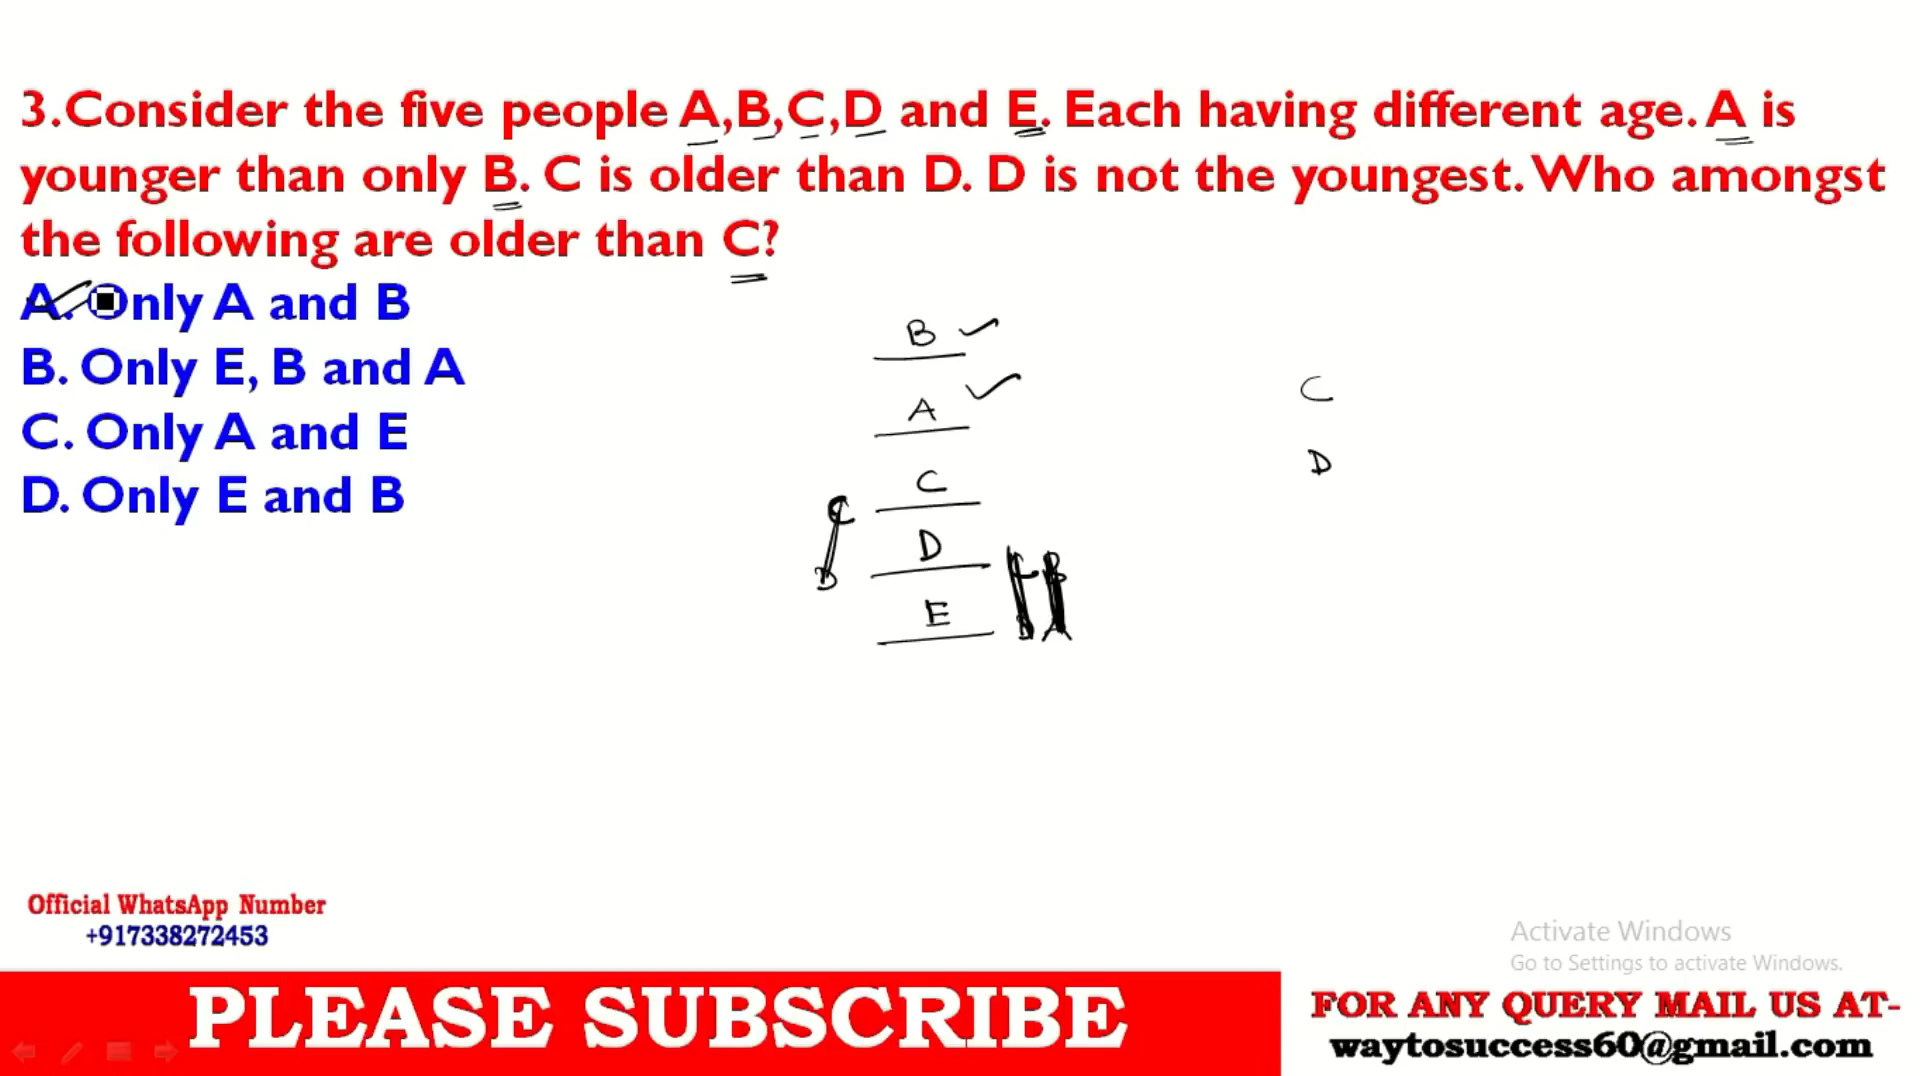 3.Consider the five people A,B,C,D and E. Each having different age. A is
younger than only B. C is older than D. D is not the youngest. Who amongst
the following are older than C?
A. Only A and B
B. Only E, B and A
C. Only A and E
D. Only E and B
B
A
C
D
E
C
D
C
D
B
A
Official WhatsApp Number
+917338272453
Activate Windows
Go to Settings to activate Windows.
PLEASE SUBSCRIBE
FOR ANY QUERY MAIL US AT-
waytosuccess60@gmail.com